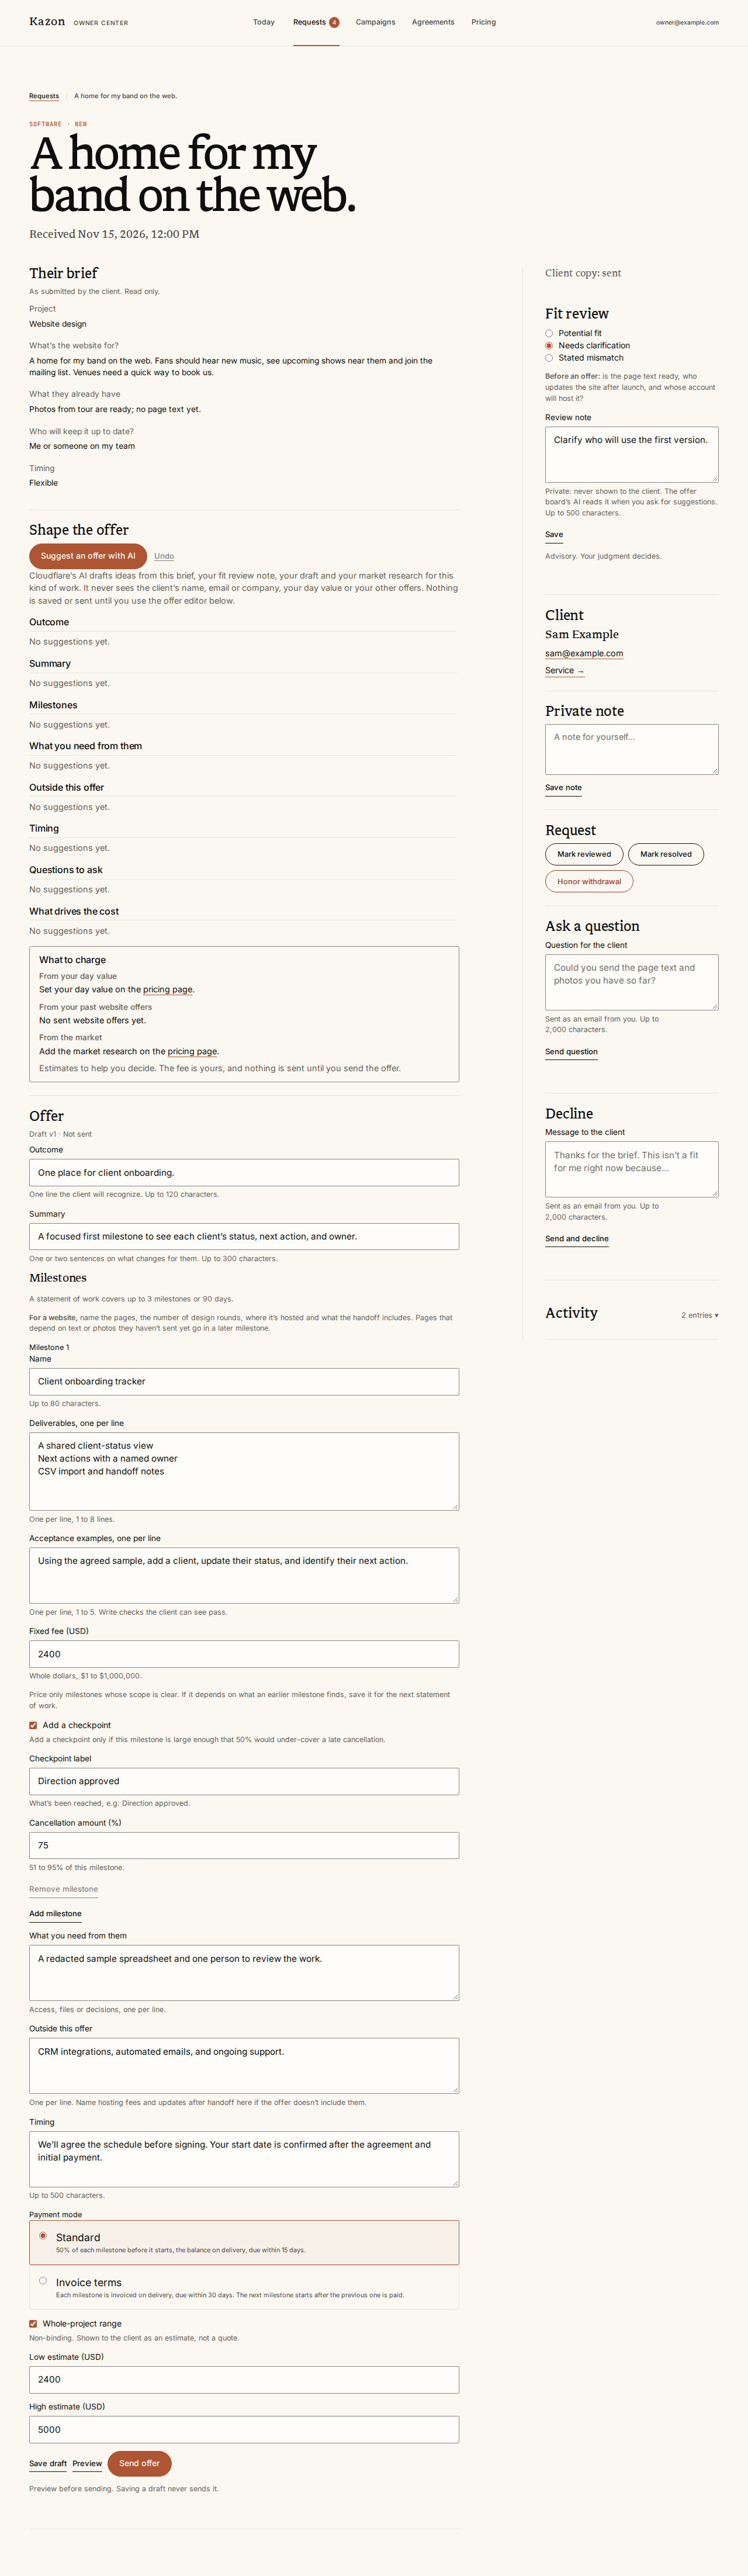 Kazon OWNER CENTER
Today
Requests 4
Campaigns
Agreements
Pricing
owner@example.com
Requests / A home for my band on the web.
SOFTWARE · NEW
A home for my
band on the web.
Received Nov 15, 2026, 12:00 PM
Their brief
As submitted by the client. Read only.
Project
Website design
What's the website for?
A home for my band on the web. Fans should hear new music, see upcoming shows near them and join the
mailing list. Venues need a quick way to book us.
What they already have
Photos from tour are ready; no page text yet.
Who will keep it up to date?
Me or someone on my team
Timing
Flexible
Shape the offer
Suggest an offer with AI
Undo
Cloudflare's AI drafts ideas from this brief, your fit review note, your draft and your market research for this
kind of work. It never sees the client's name, email or company, your day value or your other offers. Nothing
is saved or sent until you use the offer editor below.
Outcome
No suggestions yet.
Summary
No suggestions yet.
Milestones
No suggestions yet.
What you need from them
No suggestions yet.
Outside this offer
No suggestions yet.
Timing
No suggestions yet.
Questions to ask
No suggestions yet.
What drives the cost
No suggestions yet.
What to charge
From your day value
Set your day value on the pricing page.
From your past website offers
No sent website offers yet.
From the market
Add the market research on the pricing page.
Estimates to help you decide. The fee is yours, and nothing is sent until you send the offer.
Offer
Draft v1 · Not sent
Outcome
One place for client onboarding.
One line the client will recognize. Up to 120 characters.
Summary
A focused first milestone to see each client's status, next action, and owner.
One or two sentences on what changes for them. Up to 300 characters.
Milestones
A statement of work covers up to 3 milestones or 90 days.
For a website, name the pages, the number of design rounds, where it's hosted and what the handoff includes. Pages that
depend on text or photos they haven't sent yet go in a later milestone.
Milestone 1
Name
Client onboarding tracker
Up to 80 characters.
Deliverables, one per line
A shared client-status view
Next actions with a named owner
CSV import and handoff notes
One per line, 1 to 8 lines.
Acceptance examples, one per line
Using the agreed sample, add a client, update their status, and identify their next action.
One per line, 1 to 5. Write checks the client can see pass.
Fixed fee (USD)
2400
Whole dollars, $1 to $1,000,000.
Price only milestones whose scope is clear. If it depends on what an earlier milestone finds, save it for the next statement
of work.
Add a checkpoint
Add a checkpoint only if this milestone is large enough that 50% would under-cover a late cancellation.
Checkpoint label
Direction approved
What's been reached, e.g. Direction approved.
Cancellation amount (%)
75
51 to 95% of this milestone.
Remove milestone
Add milestone
What you need from them
A redacted sample spreadsheet and one person to review the work.
Access, files or decisions, one per line.
Outside this offer
CRM integrations, automated emails, and ongoing support.
One per line. Name hosting fees and updates after handoff here if the offer doesn't include them.
Timing
We'll agree the schedule before signing. Your start date is confirmed after the agreement and
initial payment.
Up to 500 characters.
Payment mode
Standard
50% of each milestone before it starts, the balance on delivery, due within 15 days.
Invoice terms
Each milestone is invoiced on delivery, due within 30 days. The next milestone starts after the previous one is paid.
Whole-project range
Non-binding. Shown to the client as an estimate, not a quote.
Low estimate (USD)
2400
High estimate (USD)
5000
Save draft
Preview
Send offer
Preview before sending. Saving a draft never sends it.
Client copy: sent
Fit review
Potential fit
Needs clarification
Stated mismatch
Before an offer: is the page text ready, who
updates the site after launch, and whose account
will host it?
Review note
Clarify who will use the first version.
Private: never shown to the client. The offer
board's AI reads it when you ask for suggestions.
Up to 500 characters.
Save
Advisory. Your judgment decides.
Client
Sam Example
sam@example.com
Service →
Private note
A note for yourself…
Save note
Request
Mark reviewed
Mark resolved
Honor withdrawal
Ask a question
Question for the client
Could you send the page text and
photos you have so far?
Sent as an email from you. Up to
2,000 characters.
Send question
Decline
Message to the client
Thanks for the brief. This isn't a fit
for me right now because…
Sent as an email from you. Up to
2,000 characters.
Send and decline
Activity
2 entries ▾